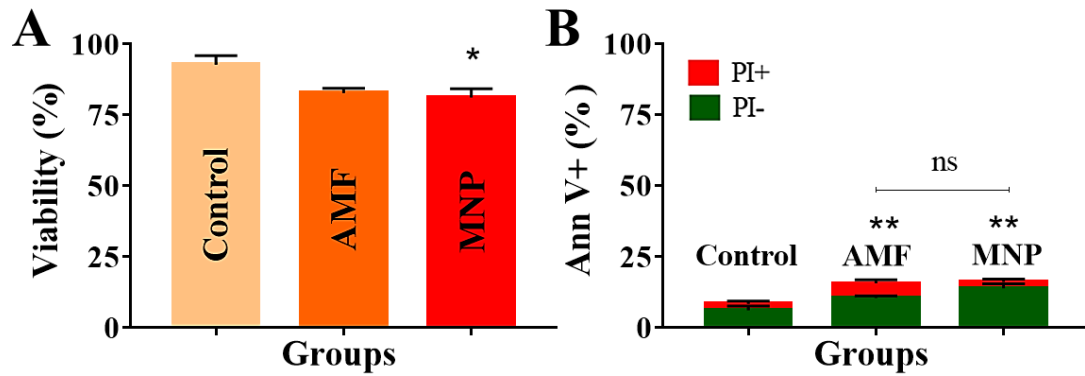 A
Viability (%)
100
75
50
25
0
*
Control
AMF
MNP
Groups
B
Ann V+ (%)
100
75
50
25
0
PI+
PI-
ns
** **
Control AMF MNP
Groups